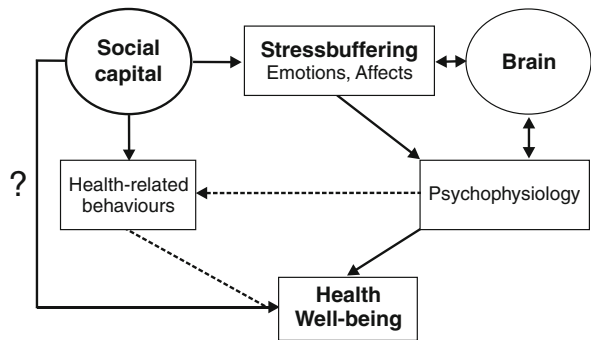 Social
capital
Stressbuffering
Emotions, Affects
Brain
?
Health-related
behaviours
Psychophysiology
Health
Well-being